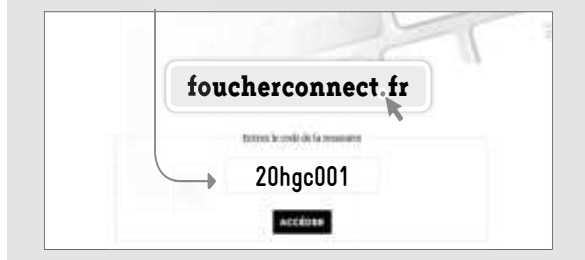 foucherconnect.fr
Entrez le code de la ressource
20hgc001
ACCÉDER